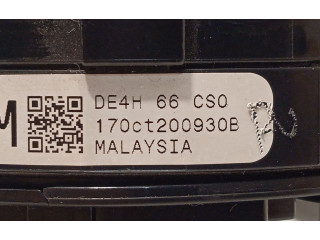 M
DE4H 66 CS0
17Oct200930B
MALAYSIA